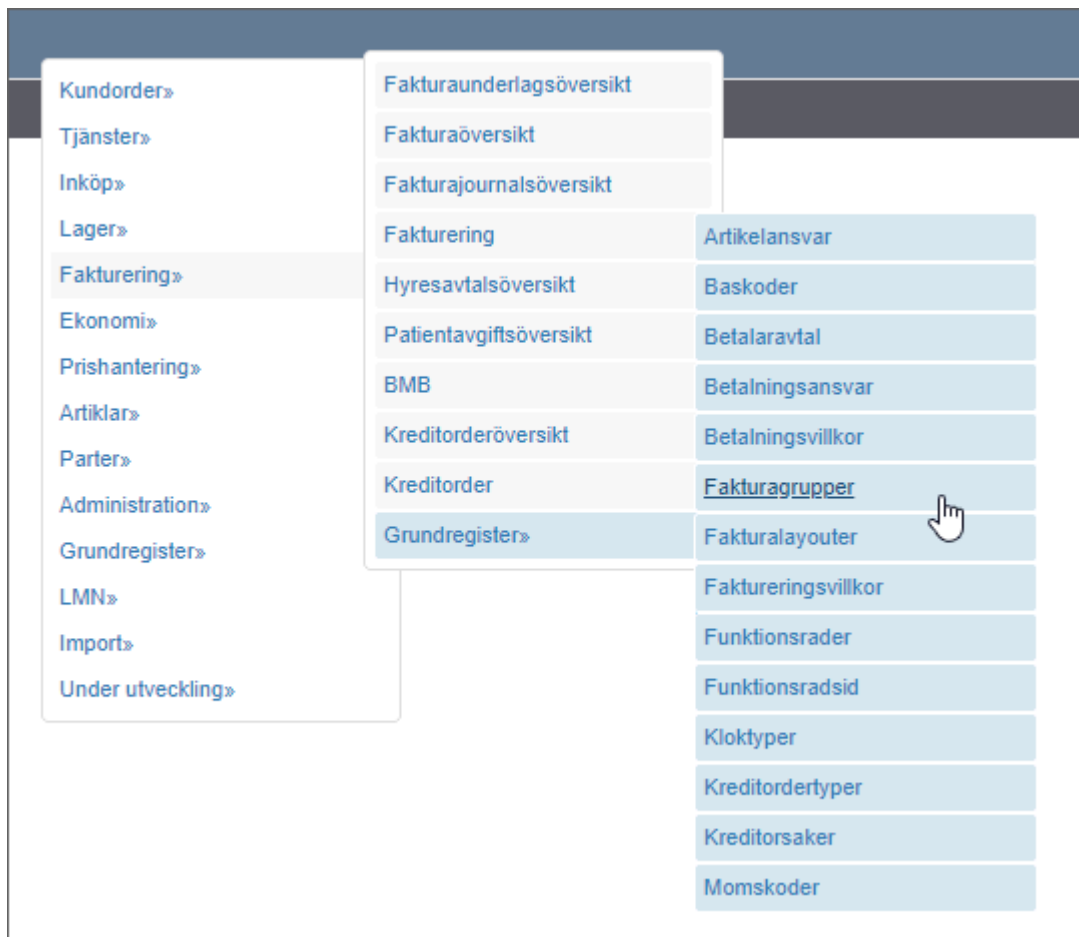 Kundorder»
Tjänster»
Inköp»
Lager»
Fakturering»
Ekonomi»
Prishantering»
Artiklar»
Parter»
Administration»
Grundregister»
LMN»
Import»
Under utveckling»
Fakturaunderlagsöversikt
Fakturaöversikt
Fakturajournalsöversikt
Fakturering
Hyresavtalsöversikt
Patientavgiftsöversikt
BMB
Kreditorderöversikt
Kreditorder
Grundregister»
Artikelansvar
Baskoder
Betalaravtal
Betalningsansvar
Betalningsvillkor
Fakturagrupper
Fakturalayouter
Faktureringsvillkor
Funktionsrader
Funktionsradsid
Kloktyper
Kreditordertyper
Kreditorsaker
Momskoder